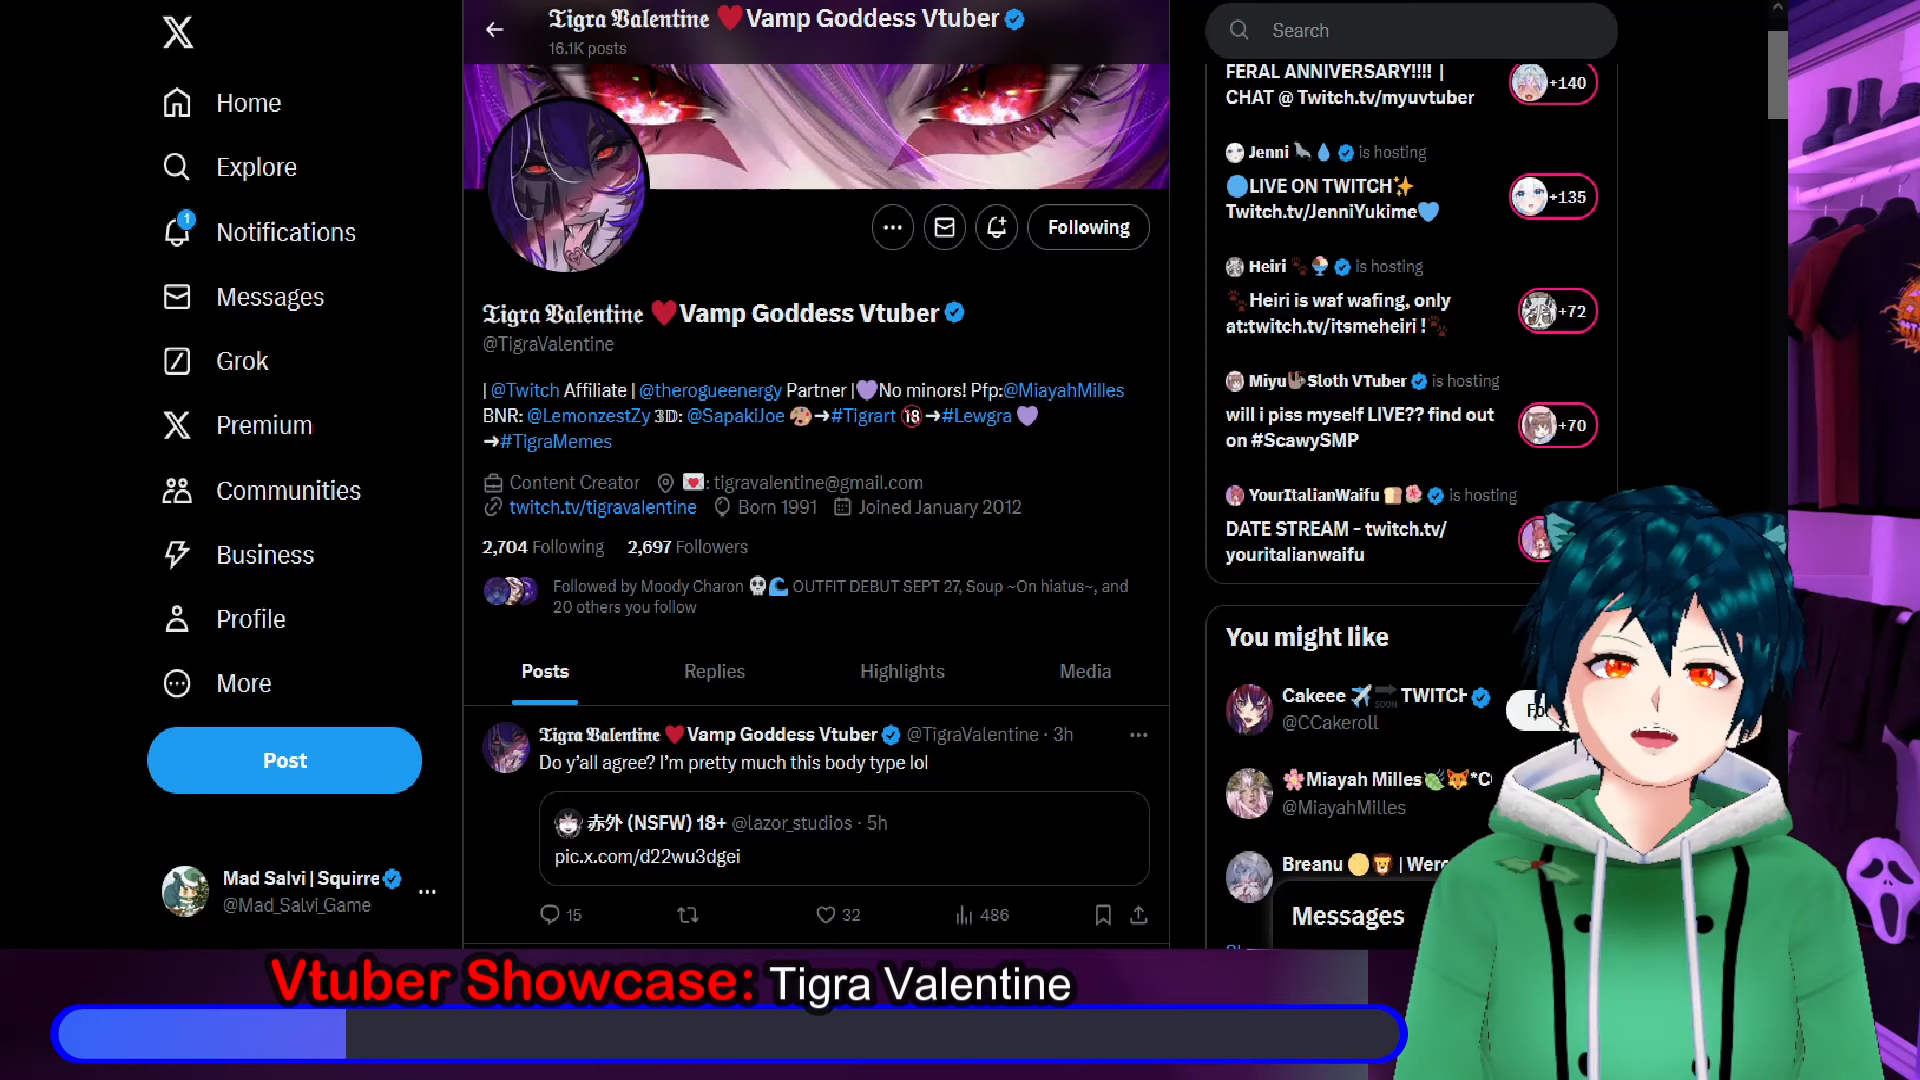 Home
Explore
1
Notifications
Messages
Grok
Premium
Communities
Business
Profile
More
Post
Mad Salvi | Squirre
@Mad_Salvi_Game
𝕿𝖎𝖌𝖗𝖆 𝖁𝖆𝖑𝖊𝖓𝖙𝖎𝖓𝖊 ♥️Vamp Goddess Vtuber
16.1K posts
Following
𝕿𝖎𝖌𝖗𝖆 𝖁𝖆𝖑𝖊𝖓𝖙𝖎𝖓𝖊 ♥️Vamp Goddess Vtuber
@TigraValentine
| @Twitch Affiliate | @therogueenergy Partner |💜No minors! Pfp:@MiayahMilles
BNR: @LemonzestZy 𝟯𝔻: @SapakiJoe 🎨➜#Tigrart 🔞➜#Lewgra 💜
➜#TigraMemes
Content Creator 💌: tigravalentine@gmail.com
twitch.tv/tigravalentine Born 1991 Joined January 2012
2,704 Following 2,697 Followers
Followed by Moody Charon 💀🌊 OUTFIT DEBUT SEPT 27, Soup ~On hiatus~, and
20 others you follow
Posts Replies Highlights Media
𝕿𝖎𝖌𝖗𝖆 𝖁𝖆𝖑𝖊𝖓𝖙𝖎𝖓𝖊 ♥️Vamp Goddess Vtuber @TigraValentine · 3h
Do y'all agree? I'm pretty much this body type lol
赤外 (NSFW) 18+ @lazor_studios · 5h
pic.x.com/d22wu3dgei
15 32 486
Search
FERAL ANNIVERSARY!!!! |
CHAT @ Twitch.tv/myuvtuber
+140
Jenni 🦭💧 is hosting
🔵LIVE ON TWITCH✨
Twitch.tv/JenniYukime💙
+135
Heiri 🐾🍨 is hosting
🐾Heiri is waf wafing, only
at:twitch.tv/itsmeheiri !🐾
+72
Miyu🦥Sloth VTuber is hosting
will i piss myself LIVE?? find out
on #ScawySMP
+70
YourItalianWaifu 🍞🌸 is hosting
DATE STREAM - twitch.tv/
youritalianwaifu
You might like
Cakeee ✈️🔜 TWITCH
@CCakeroll
🌸Miayah Milles🍃🦊*C
@MiayahMilles
Breanu 🌕🦁 | Were
Messages
Vtuber Showcase: Tigra Valentine